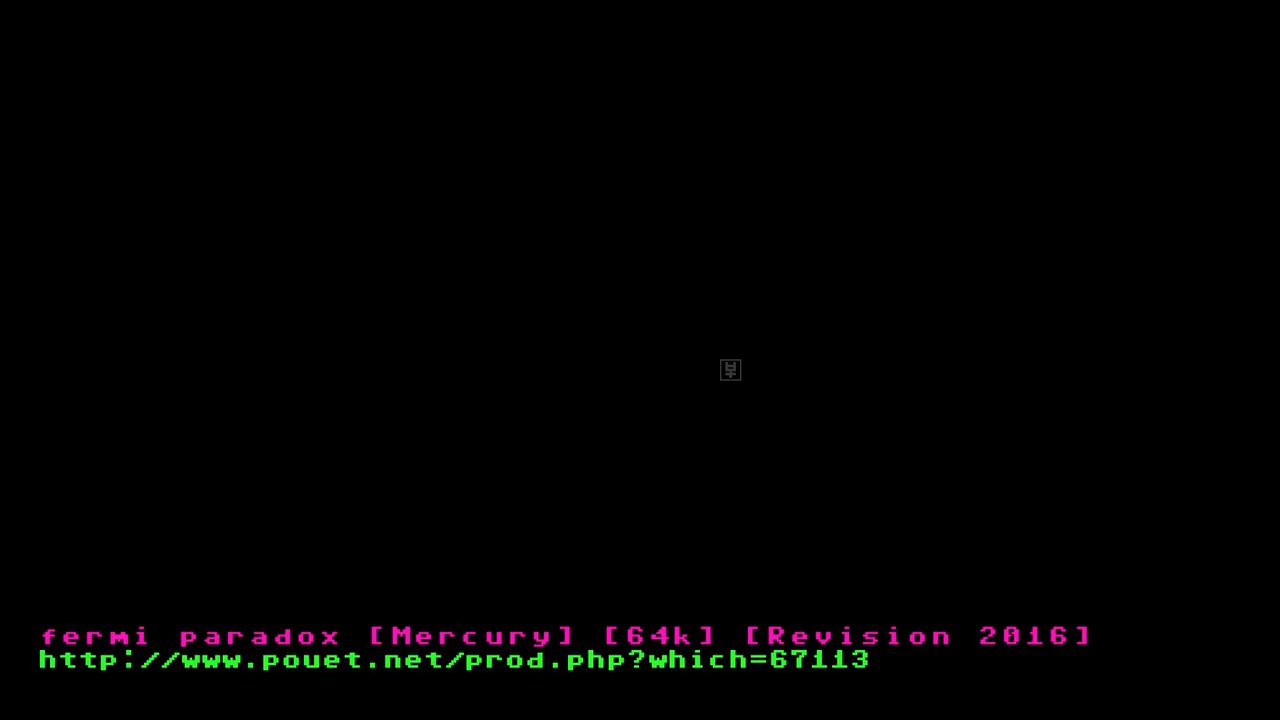 fermi paradox [Mercury] [64k] [Revision 2016]
http://www.pouet.net/prod.php?which=67113